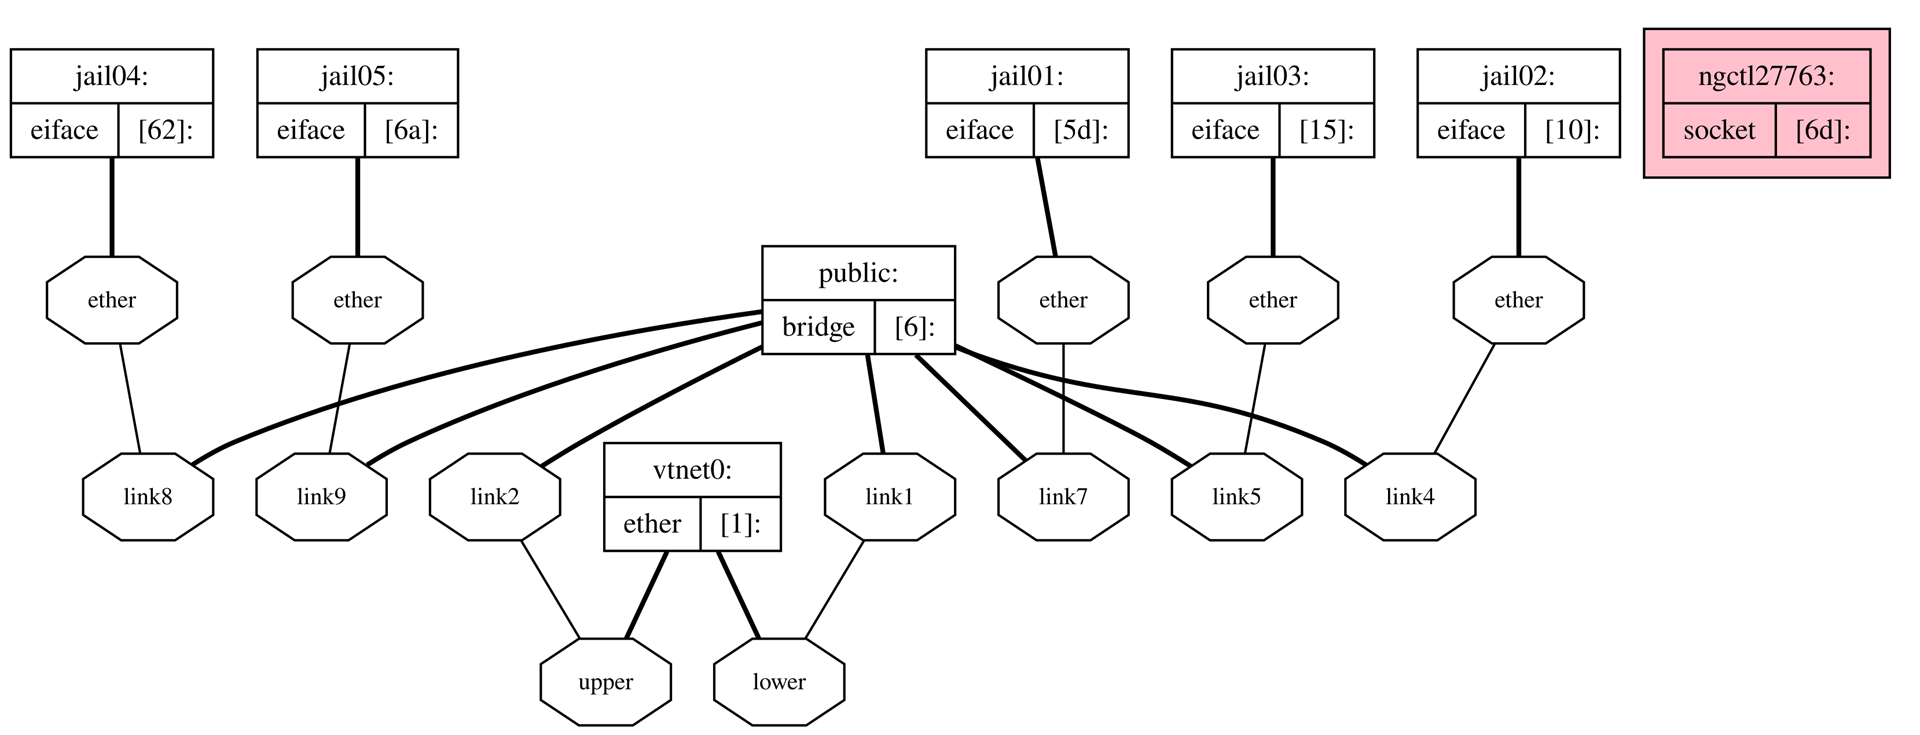 jail04:
eiface [62]:
jail05:
eiface [6a]:
jail01:
eiface [5d]:
jail03:
eiface [15]:
jail02:
eiface [10]:
ngctl27763:
socket [6d]:
public:
bridge [6]:
ether
ether
ether
ether
ether
vtnet0:
ether [1]:
link8
link9
link2
link1
link7
link5
link4
upper
lower